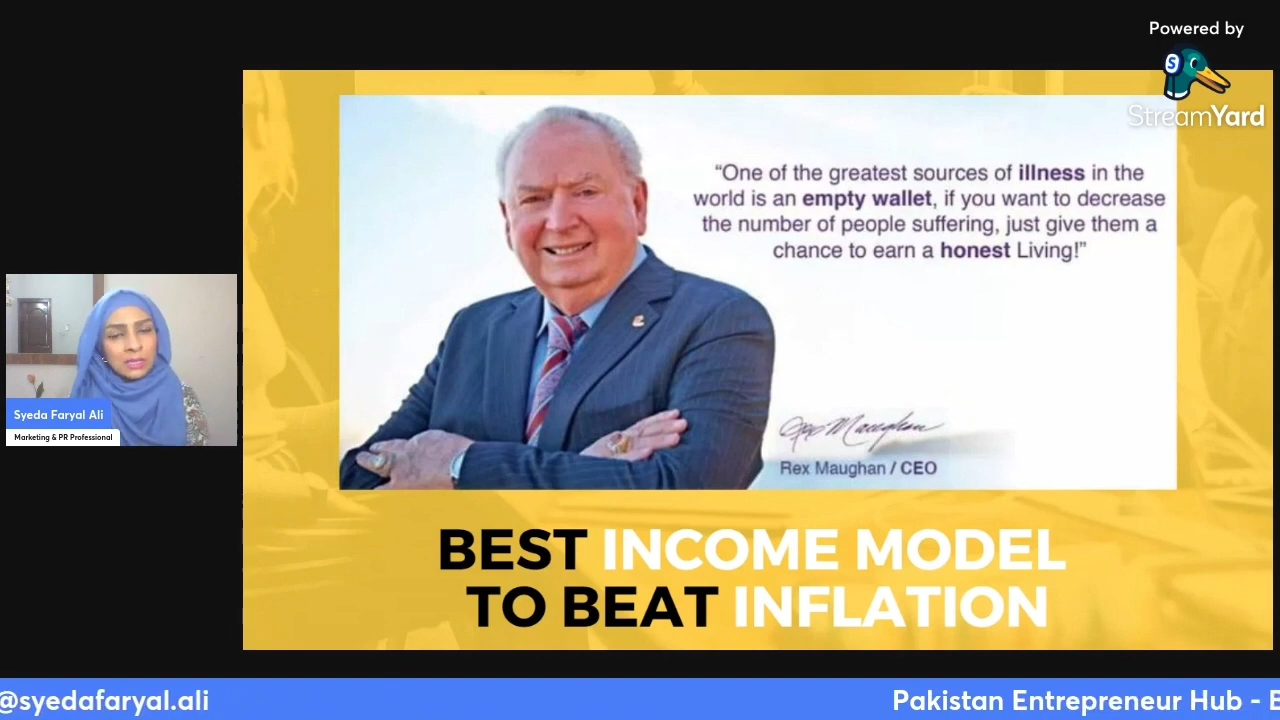 Powered by
StreamYard
“One of the greatest sources of illness in the
world is an empty wallet, if you want to decrease
the number of people suffering, just give them a
chance to earn a honest Living!”
Rex Maughan
Rex Maughan / CEO
BEST INCOME MODEL
TO BEAT INFLATION
Syeda Faryal Ali
Marketing & PR Professional
@syedafaryal.ali
Pakistan Entrepreneur Hub -